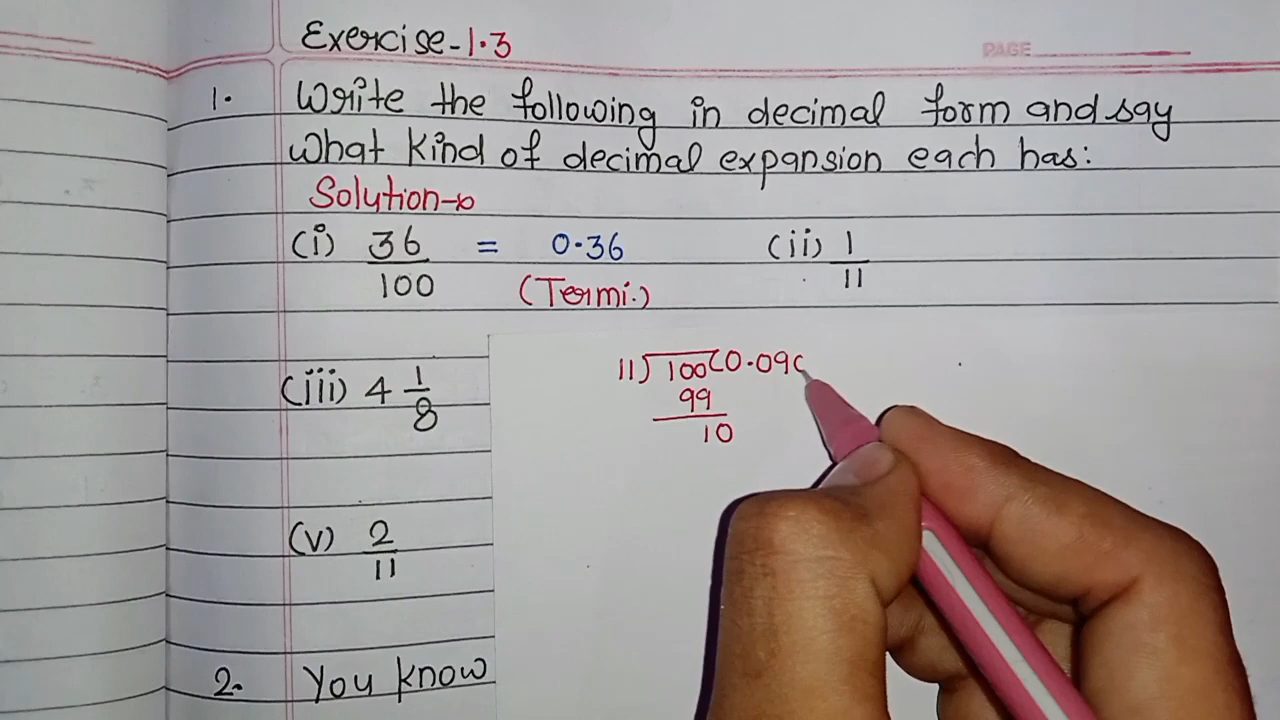 Exercise-1.3
PAGE
1. Write the following in decimal form and say
what kind of decimal expansion each has:
Solution→
(i) 36/100 = 0.36 (ii) 1/11
(Termi.)
11) 100 (0.090
99
10
(iii) 4 1/8
(v) 2/11
2. You know